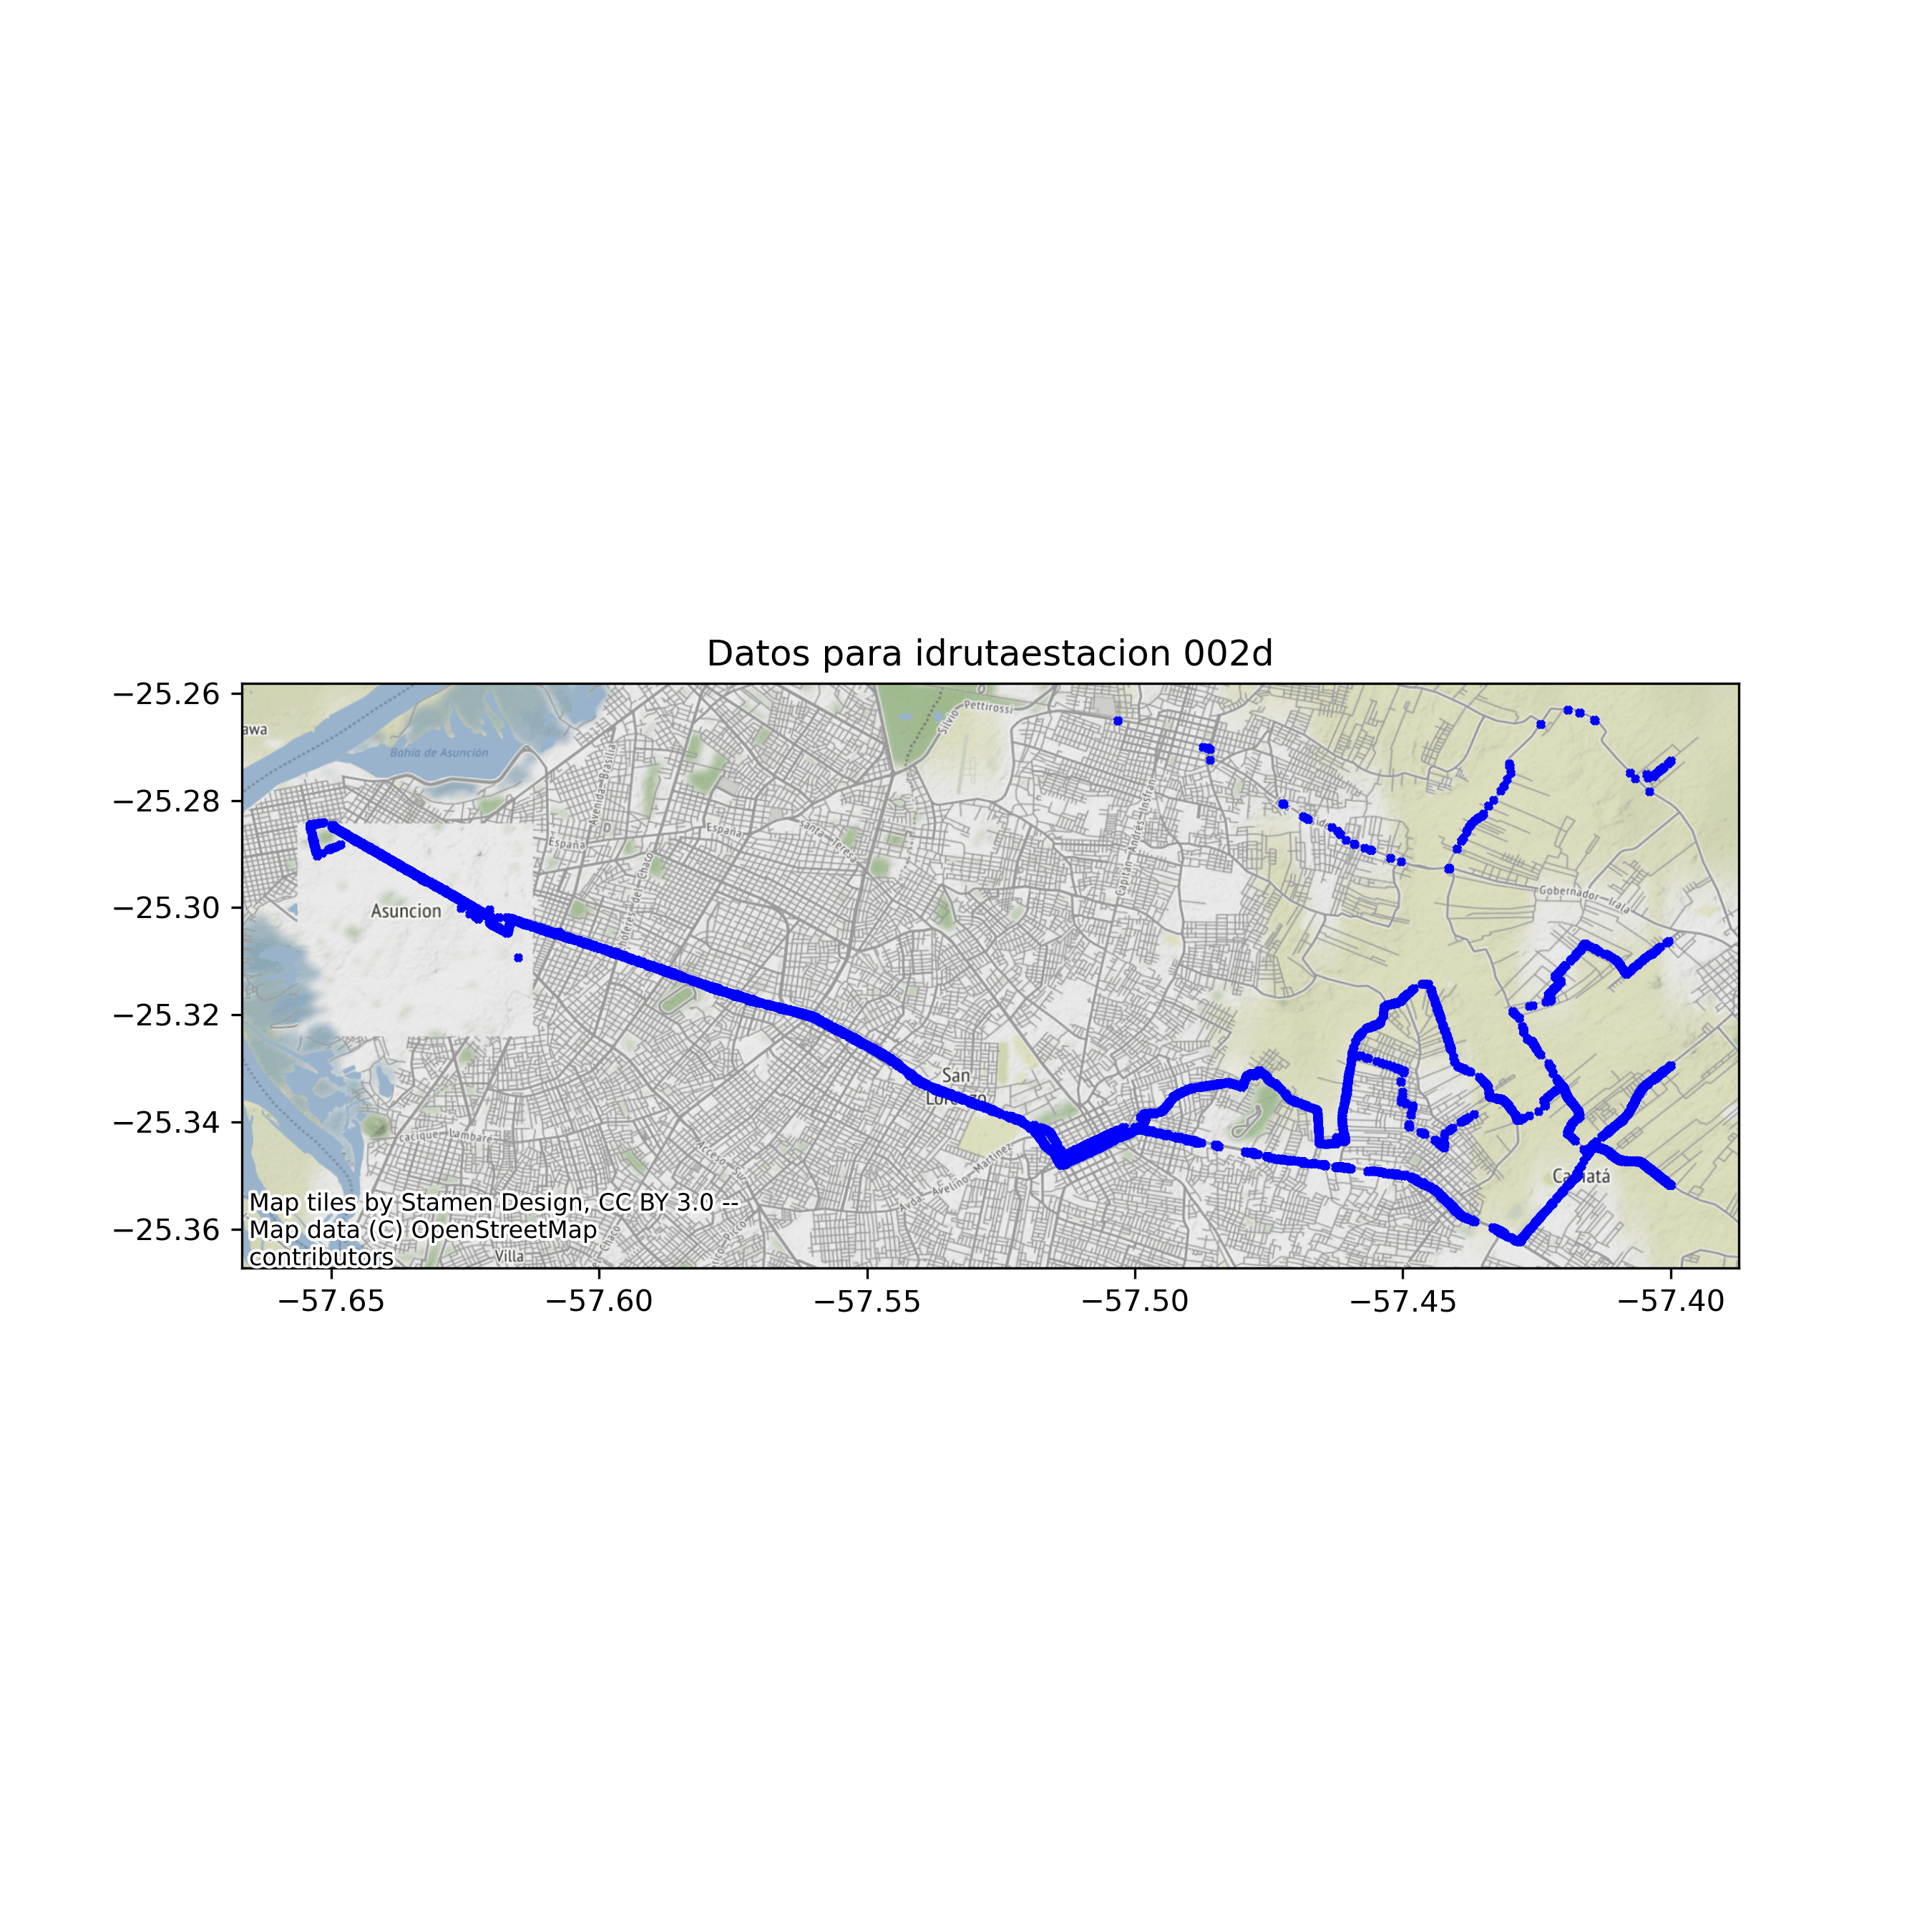 Datos para idrutaestacion 002d
−25.26
−25.28
−25.30
−25.32
−25.34
−25.36
awa
Bahía de Asunción
Silvio Pettirossi
Avenida Brasilia
España
España
Santa Teresa
Capitán Andrés Insfrán
Gobernador Irala
Asuncion
San
Lorenzo
cacique Lambaré
Acceso Sur
Avda. Avelino Martinez
Chaco
Villa
Map tiles by Stamen Design, CC BY 3.0 --
Map data (C) OpenStreetMap
contributors
−57.65
−57.60
−57.55
−57.50
−57.45
−57.40